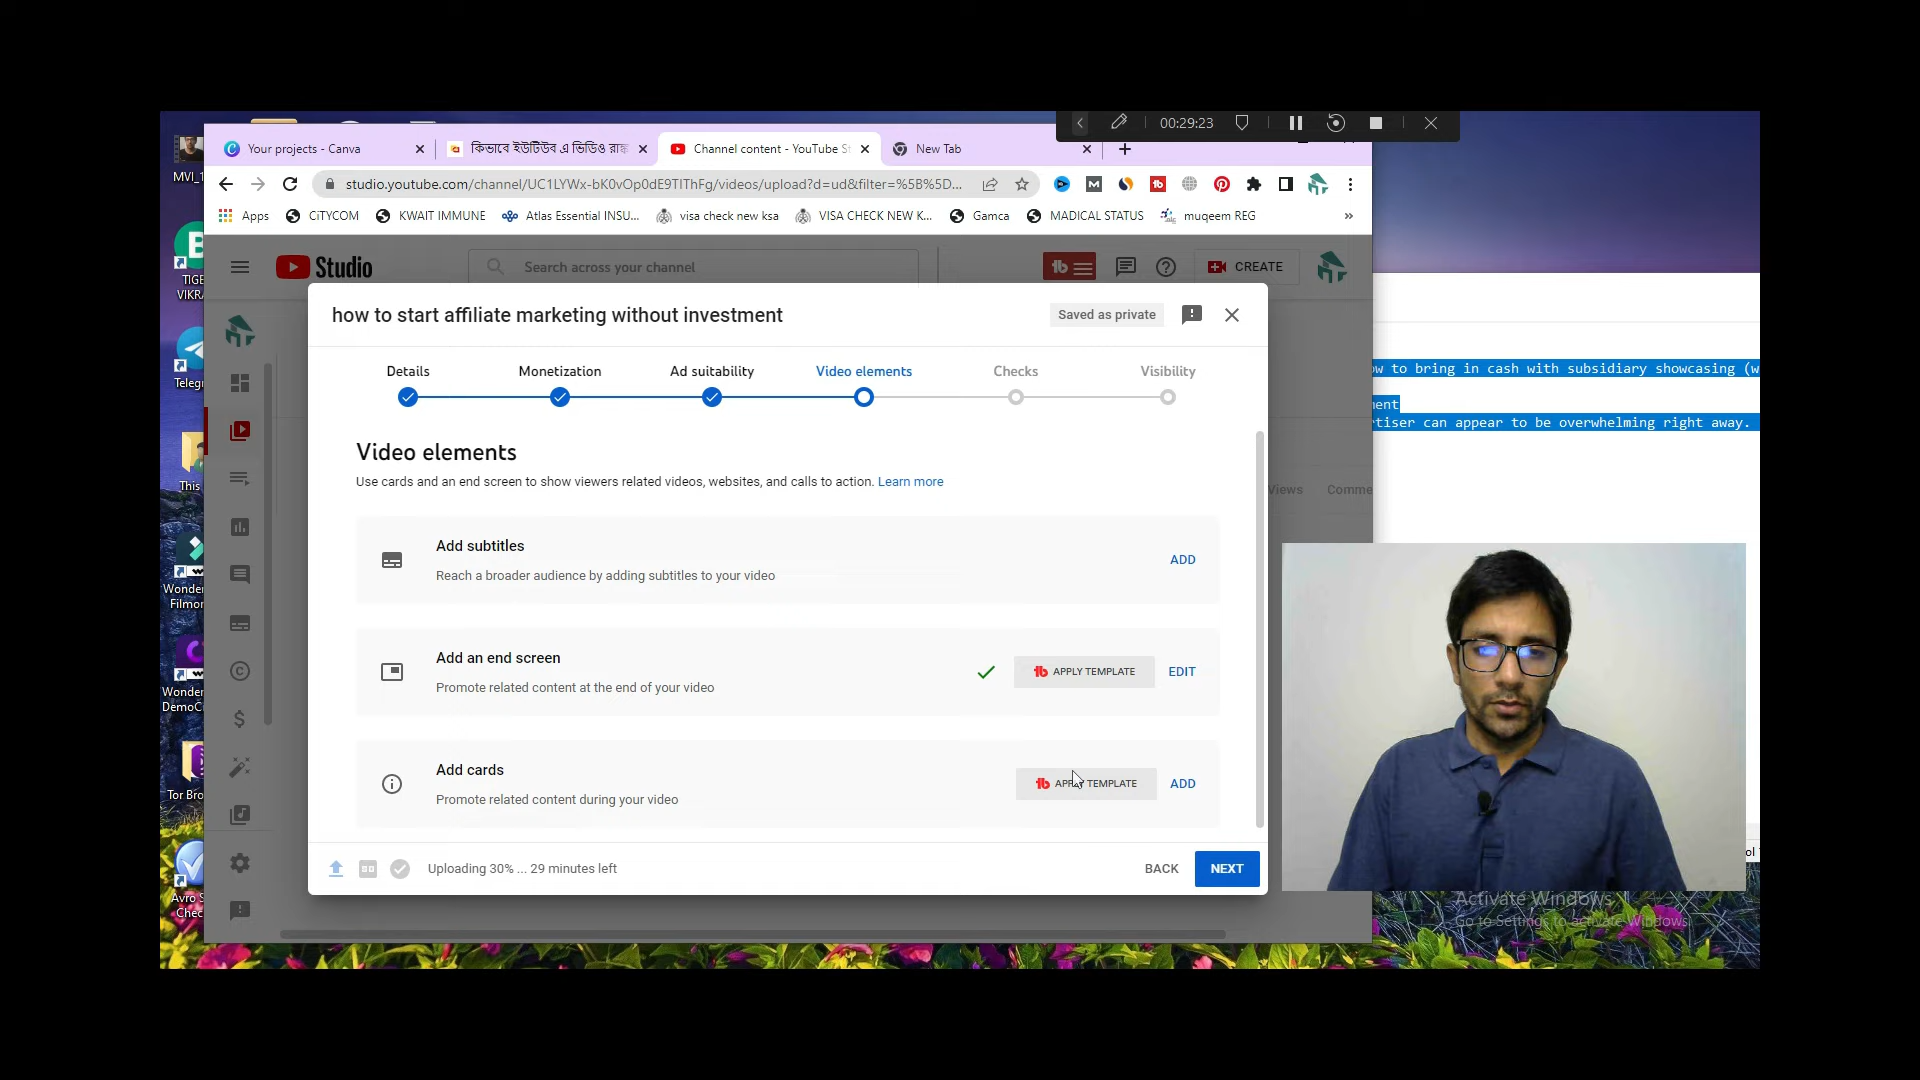 00:29:23
Your projects - Canva
কিভাবে ইউটিউব এ ভিডিও রাঙ্ক
Channel content - YouTube S
New Tab
studio.youtube.com/channel/UC1LYWx-bK0vOp0dE9TIThFg/videos/upload?d=ud&filter=%5B%5D...
Apps
CiTYCOM
KWAIT IMMUNE
Atlas Essential INSU...
visa check new ksa
VISA CHECK NEW K...
Gamca
MADICAL STATUS
muqeem REG
»
MVI_1
TIGE
VIKRA
Telegr
This
Wonder
Filmor
Wonder
DemoCr
Tor Bro
Avro S
Chec
Studio
Search across your channel
CREATE
how to start affiliate marketing without investment
Saved as private
Details
Monetization
Ad suitability
Video elements
Checks
Visibility
Video elements
Use cards and an end screen to show viewers related videos, websites, and calls to action. Learn more
Add subtitles
Reach a broader audience by adding subtitles to your video
ADD
Add an end screen
Promote related content at the end of your video
APPLY TEMPLATE
EDIT
Add cards
Promote related content during your video
APPLY TEMPLATE
ADD
Uploading 30% ... 29 minutes left
BACK
NEXT
Views
Comme
ow to bring in cash with subsidiary showcasing (w
ment
rtiser can appear to be overwhelming right away.
ol
Activate Windows
Go to Settings to activate Windows.